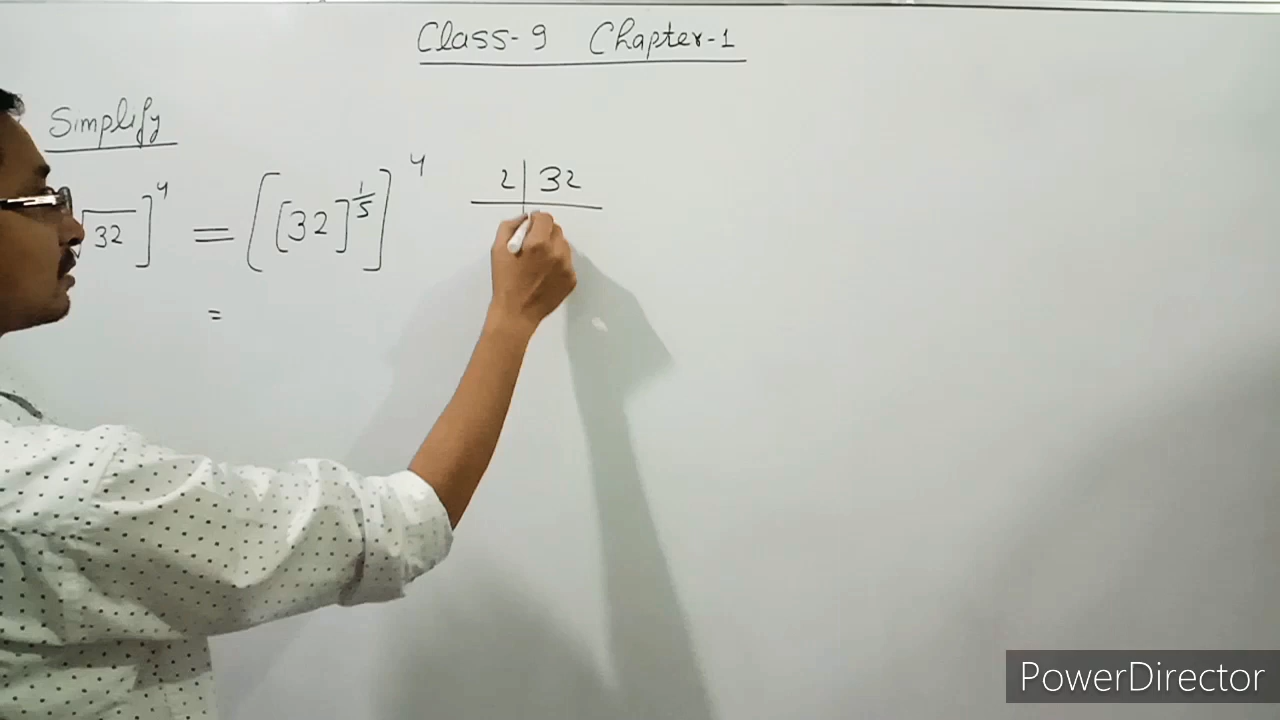 Class-9 Chapter-1
Simplify
√32]⁴ = [[32]^(1/5)]⁴
2 | 32
=
PowerDirector